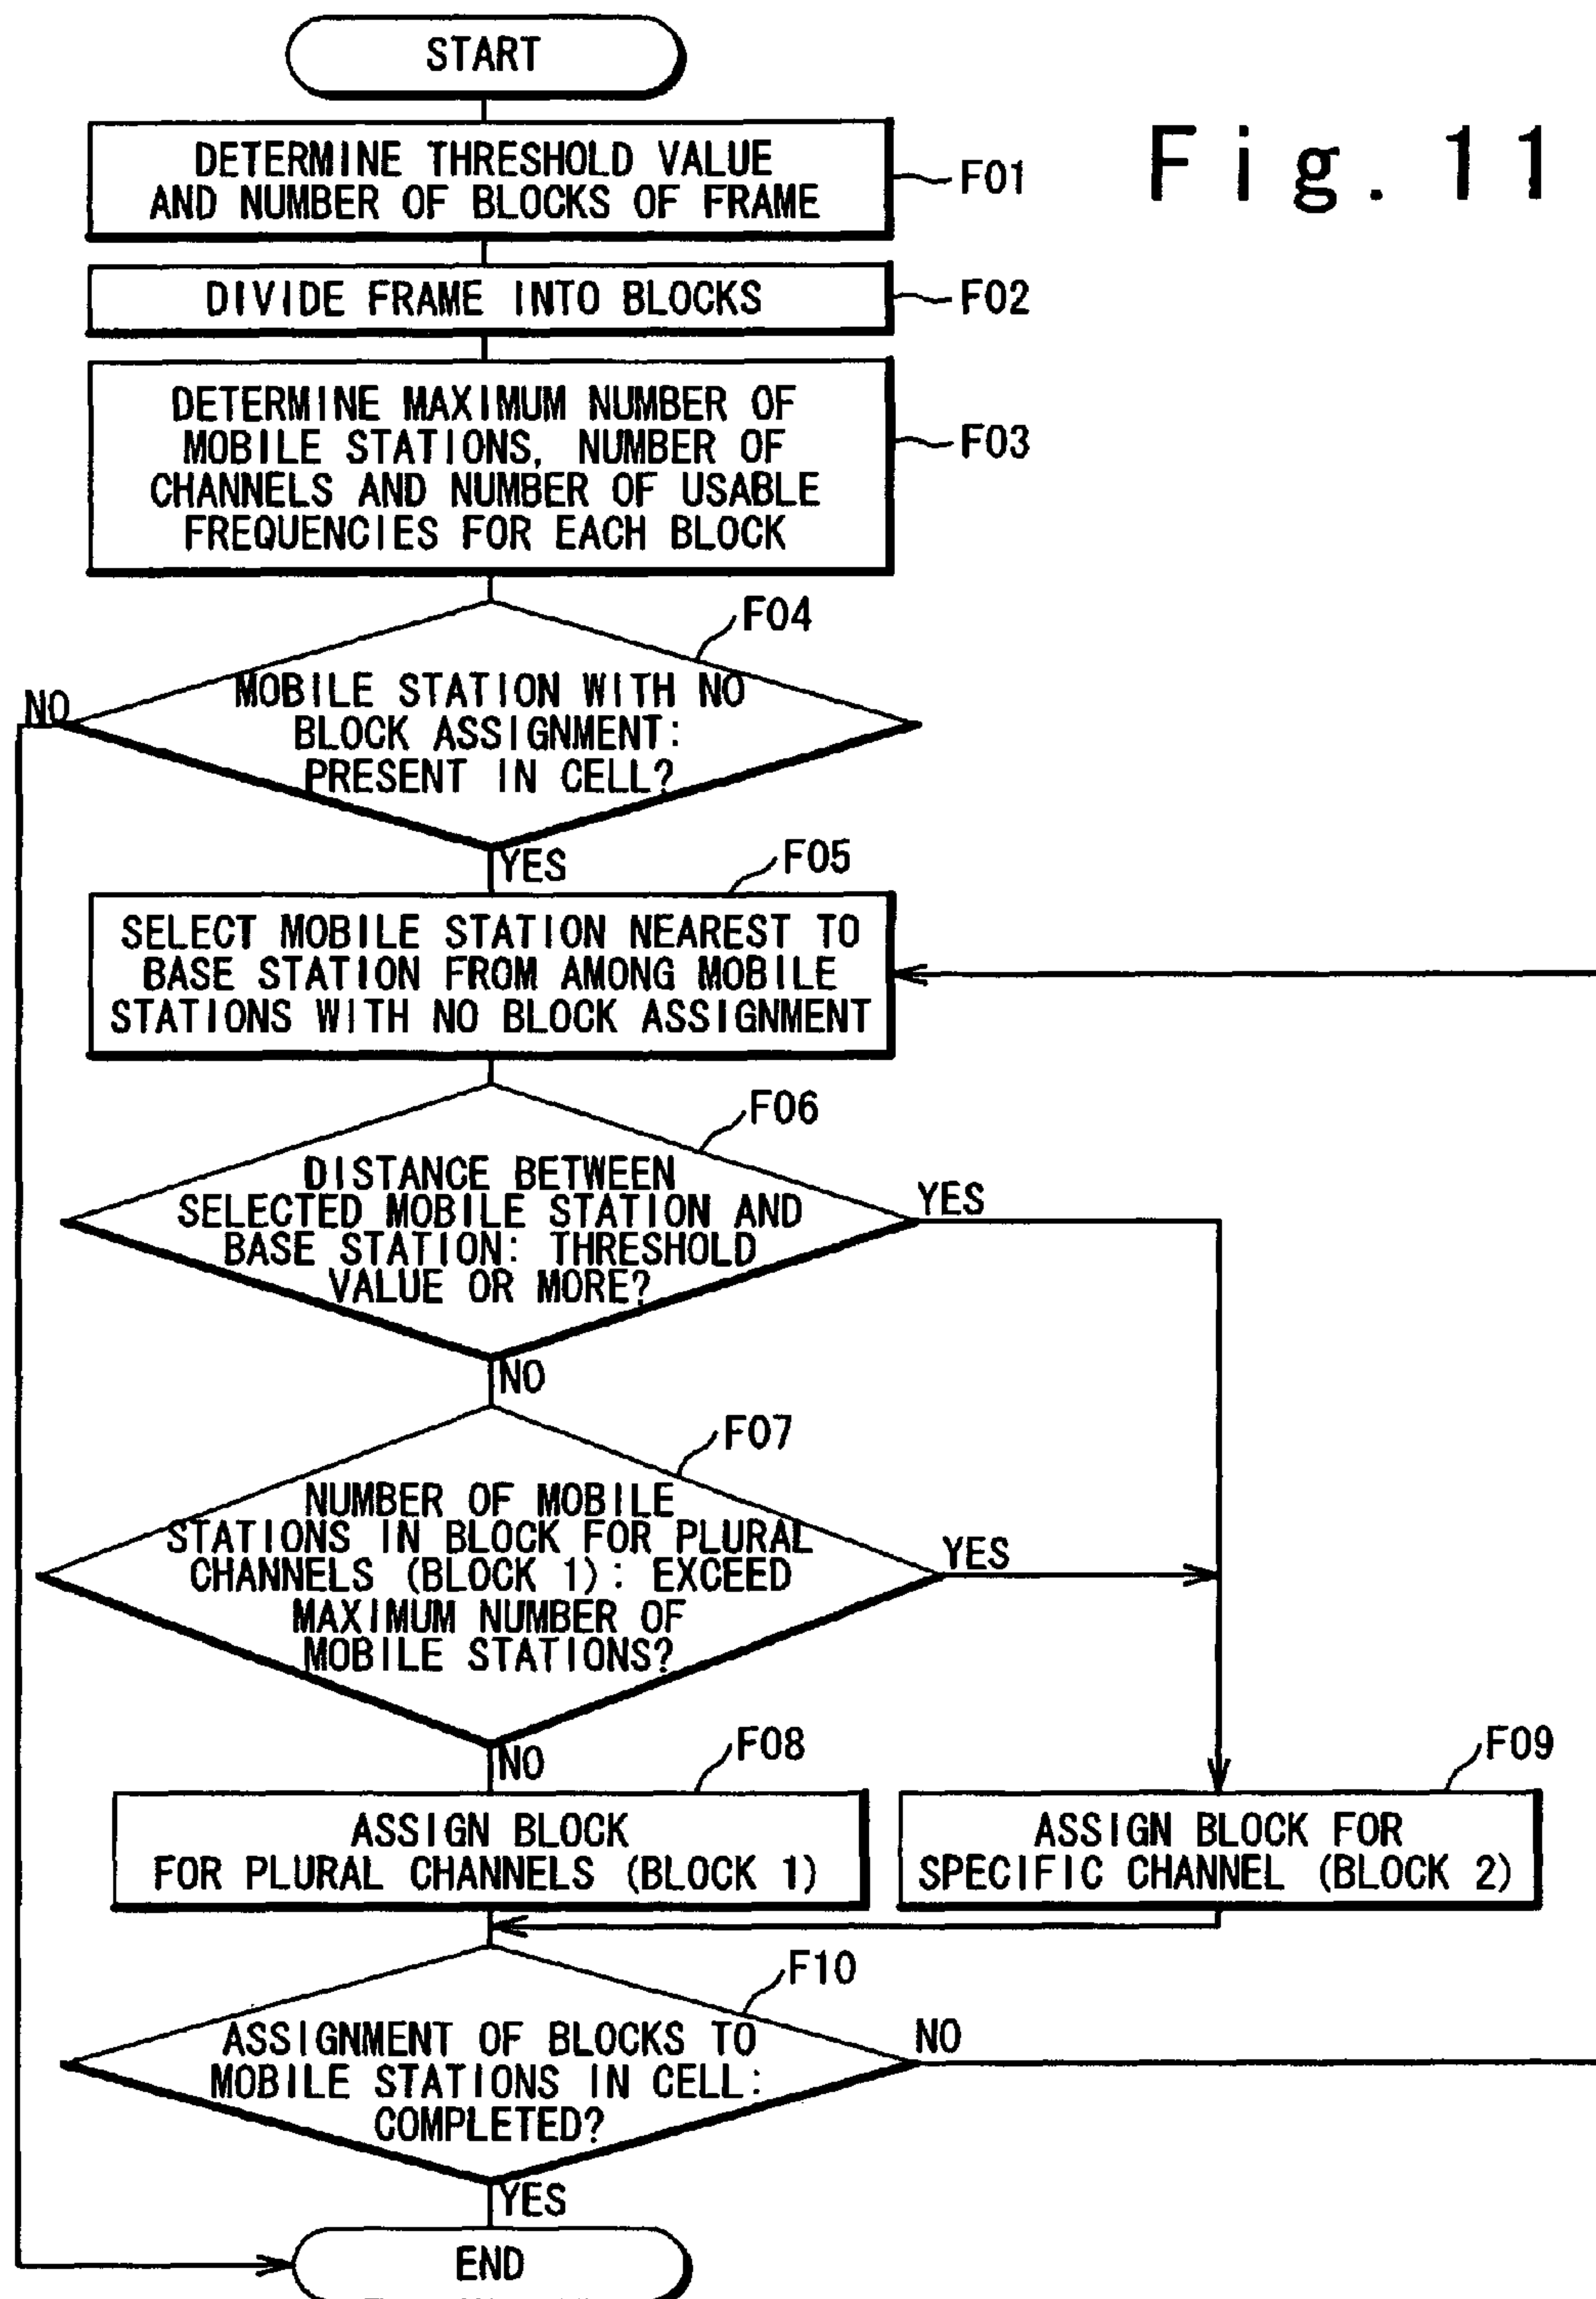 START
Fig. 11
DETERMINE THRESHOLD VALUE
AND NUMBER OF BLOCKS OF FRAME
F01
DIVIDE FRAME INTO BLOCKS
F02
DETERMINE MAXIMUM NUMBER OF
MOBILE STATIONS, NUMBER OF
CHANNELS AND NUMBER OF USABLE
FREQUENCIES FOR EACH BLOCK
F03
F04
NO
MOBILE STATION WITH NO
BLOCK ASSIGNMENT:
PRESENT IN CELL?
YES
F05
SELECT MOBILE STATION NEAREST TO
BASE STATION FROM AMONG MOBILE
STATIONS WITH NO BLOCK ASSIGNMENT
F06
DISTANCE BETWEEN
SELECTED MOBILE STATION AND
BASE STATION: THRESHOLD
VALUE OR MORE?
YES
NO
F07
NUMBER OF MOBILE
STATIONS IN BLOCK FOR PLURAL
CHANNELS (BLOCK 1): EXCEED
MAXIMUM NUMBER OF
MOBILE STATIONS?
YES
NO
F08
ASSIGN BLOCK
FOR PLURAL CHANNELS (BLOCK 1)
F09
ASSIGN BLOCK FOR
SPECIFIC CHANNEL (BLOCK 2)
F10
ASSIGNMENT OF BLOCKS TO
MOBILE STATIONS IN CELL:
COMPLETED?
NO
YES
END